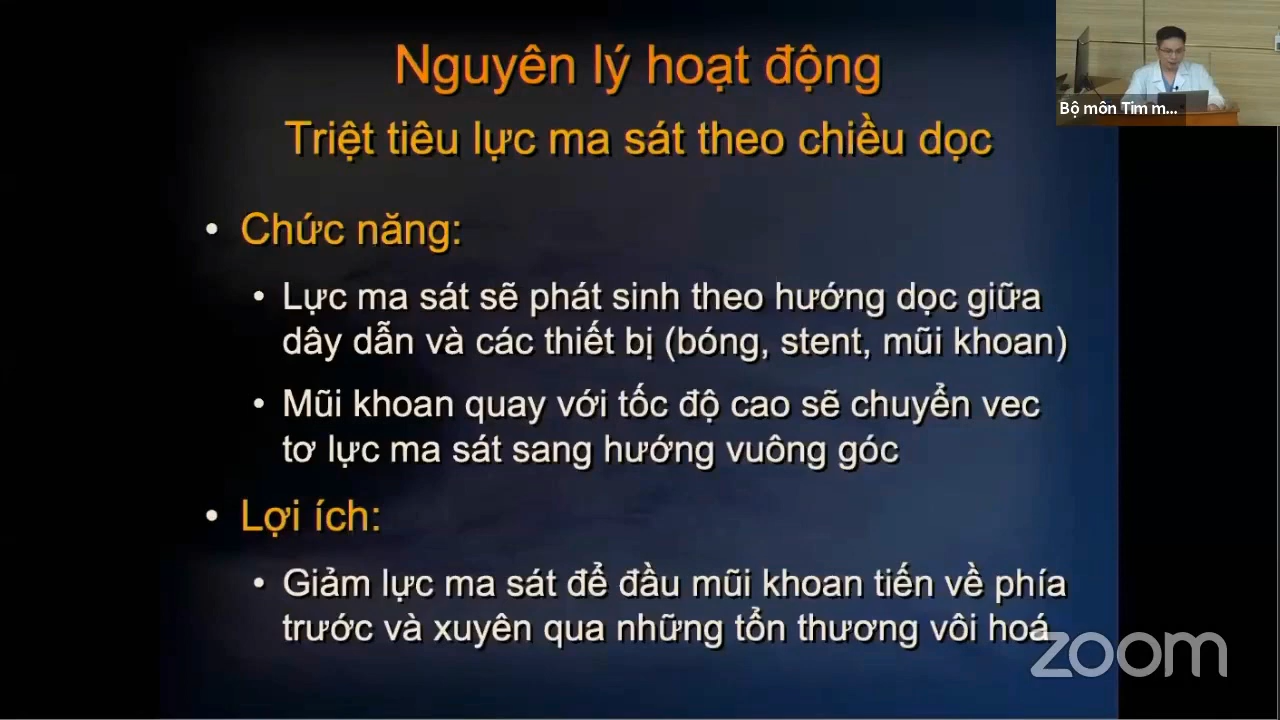 Nguyên lý hoạt động
Triệt tiêu lực ma sát theo chiều dọc
• Chức năng:
• Lực ma sát sẽ phát sinh theo hướng dọc giữa
dây dẫn và các thiết bị (bóng, stent, mũi khoan)
• Mũi khoan quay với tốc độ cao sẽ chuyển vec
tơ lực ma sát sang hướng vuông góc
• Lợi ích:
• Giảm lực ma sát để đầu mũi khoan tiến về phía
trước và xuyên qua những tổn thương vôi hoá
Bộ môn Tim m...
zoom